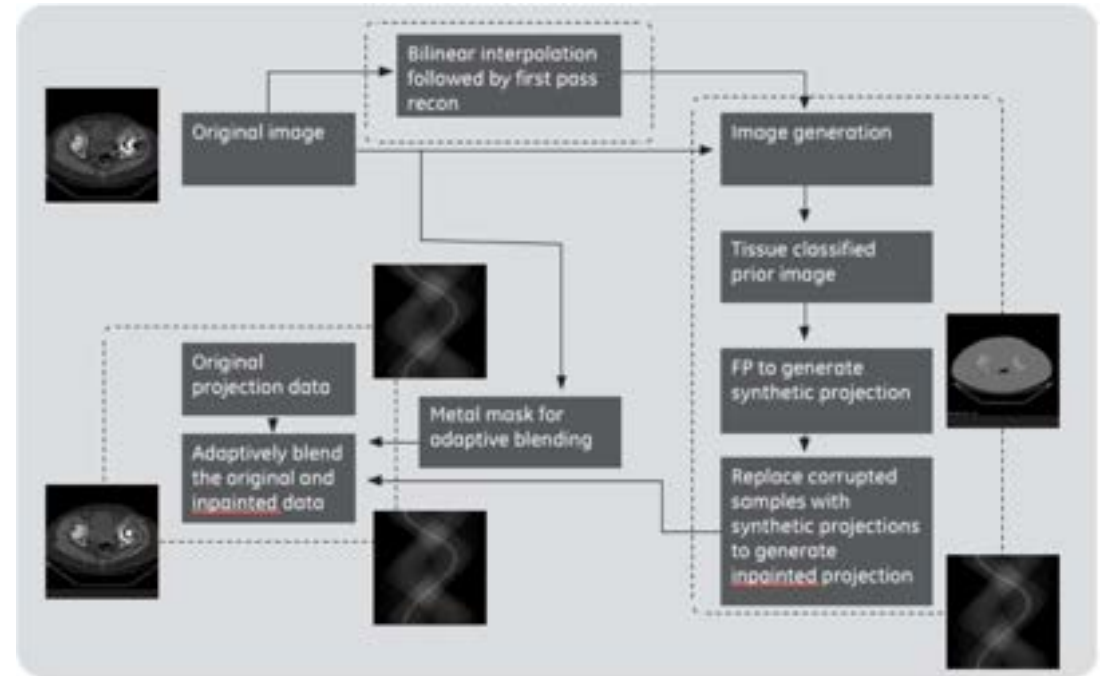 Bilinear interpolation
followed by first pass
recon
Original image
Image generation
Tissue classified
prior image
FP to generate
synthetic projection
Original
projection data
Metal mask for
adaptive blending
Adaptively blend
the original and
inpainted data
Replace corrupted
samples with
synthetic projections
to generate
inpainted projection